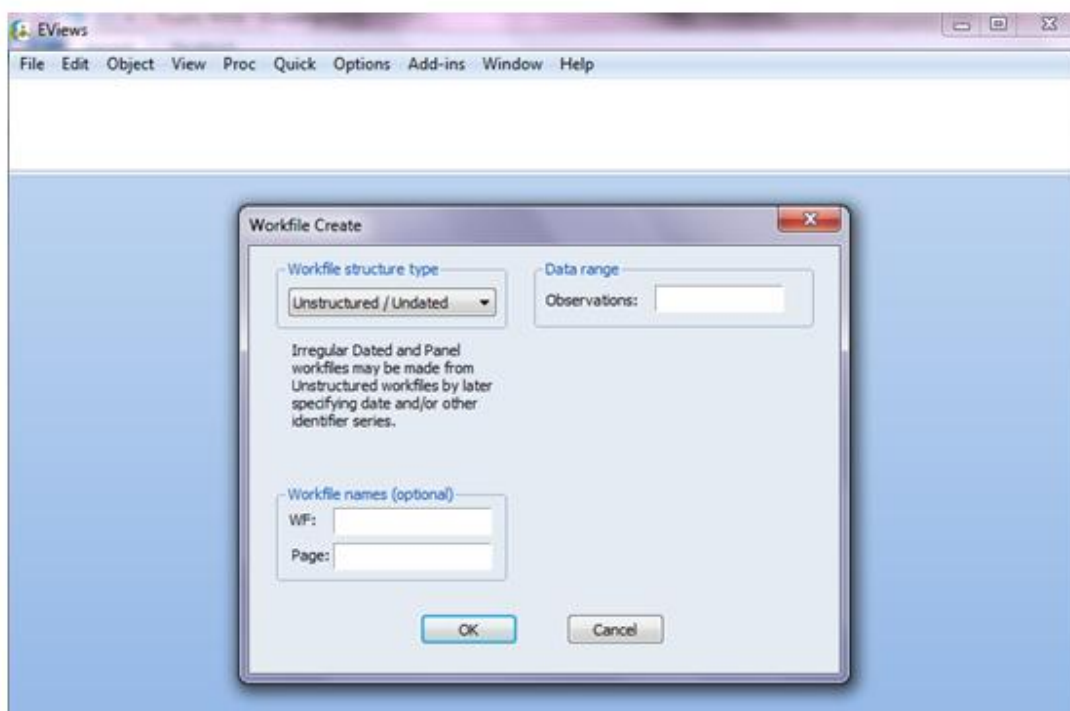 EViews
File Edit Object View Proc Quick Options Add-ins Window Help
Workfile Create
Workfile structure type
Unstructured / Undated
Irregular Dated and Panel
workfiles may be made from
Unstructured workfiles by later
specifying date and/or other
identifier series.
Data range
Observations:
Workfile names (optional)
WF:
Page:
OK
Cancel